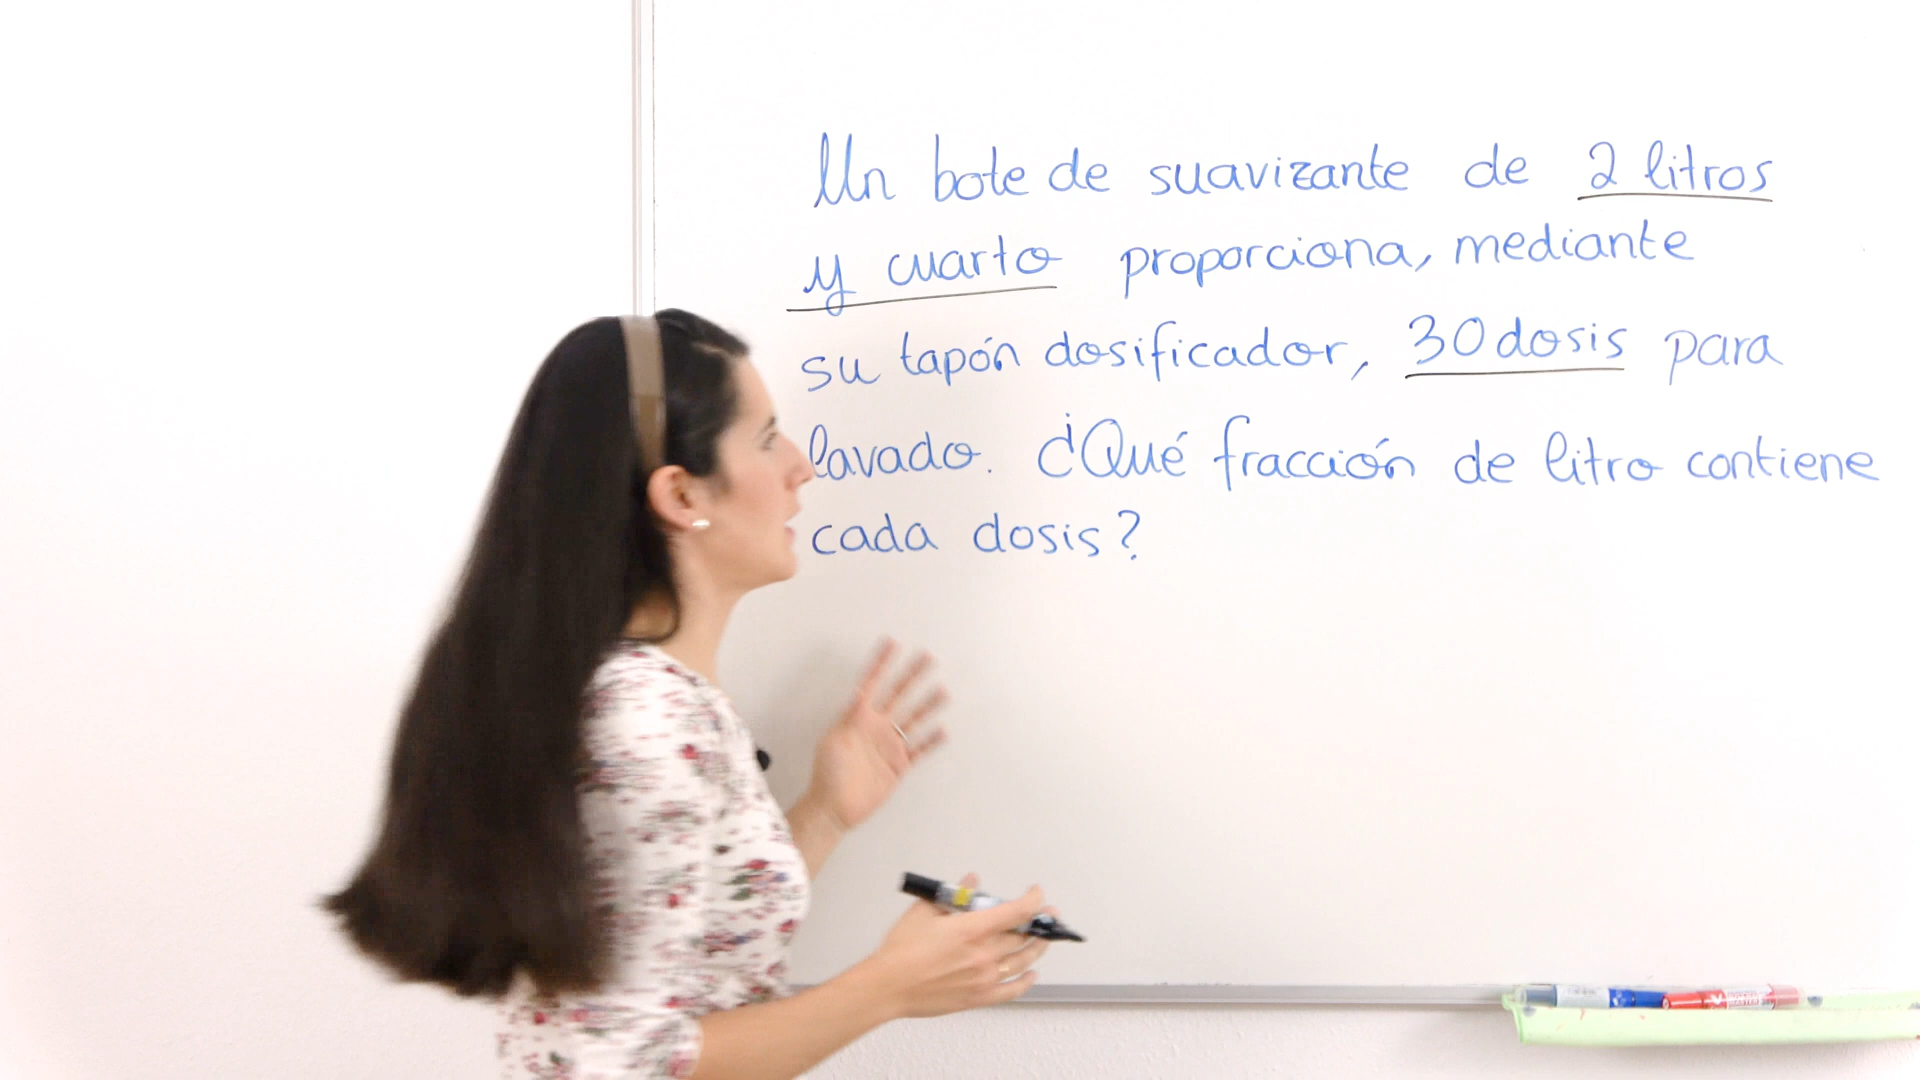 Un bote de suavizante de 2 litros
y cuarto proporciona, mediante
su tapón dosificador, 30 dosis para
lavado. ¿Qué fracción de litro contiene
cada dosis?